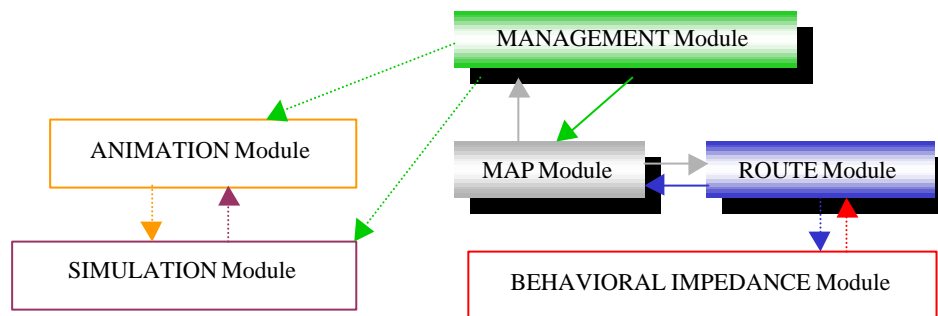 MANAGEMENT Module
ANIMATION Module
MAP Module
ROUTE Module
SIMULATION Module
BEHAVIORAL IMPEDANCE Module